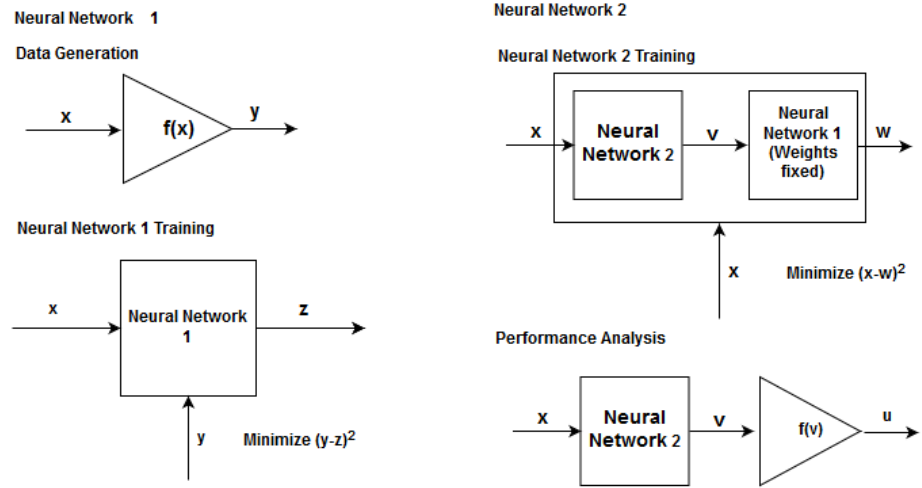 Neural Network 1
Data Generation
x
f(x)
y
Neural Network 1 Training
x
Neural Network
1
z
y
Minimize (y-z)²
Neural Network 2
Neural Network 2 Training
x
Neural
Network 2
v
Neural
Network 1
(Weights
fixed)
w
x
Minimize (x-w)²
Performance Analysis
x
Neural
Network 2
v
f(v)
u